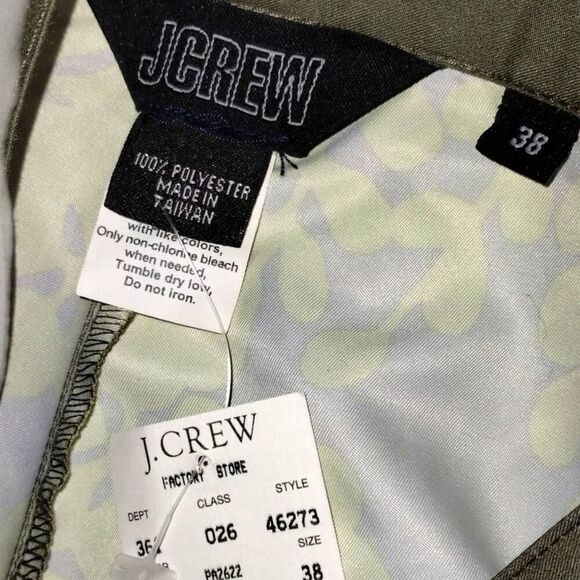 JCREW
38
100% POLYESTER
MADE IN
TAIWAN
with like colors,
Only non-chlorine bleach
when needed,
Tumble dry low,
Do not iron.
J.CREW
FACTORY STORE
DEPT CLASS STYLE
026 46273
SIZE
PA2622 38